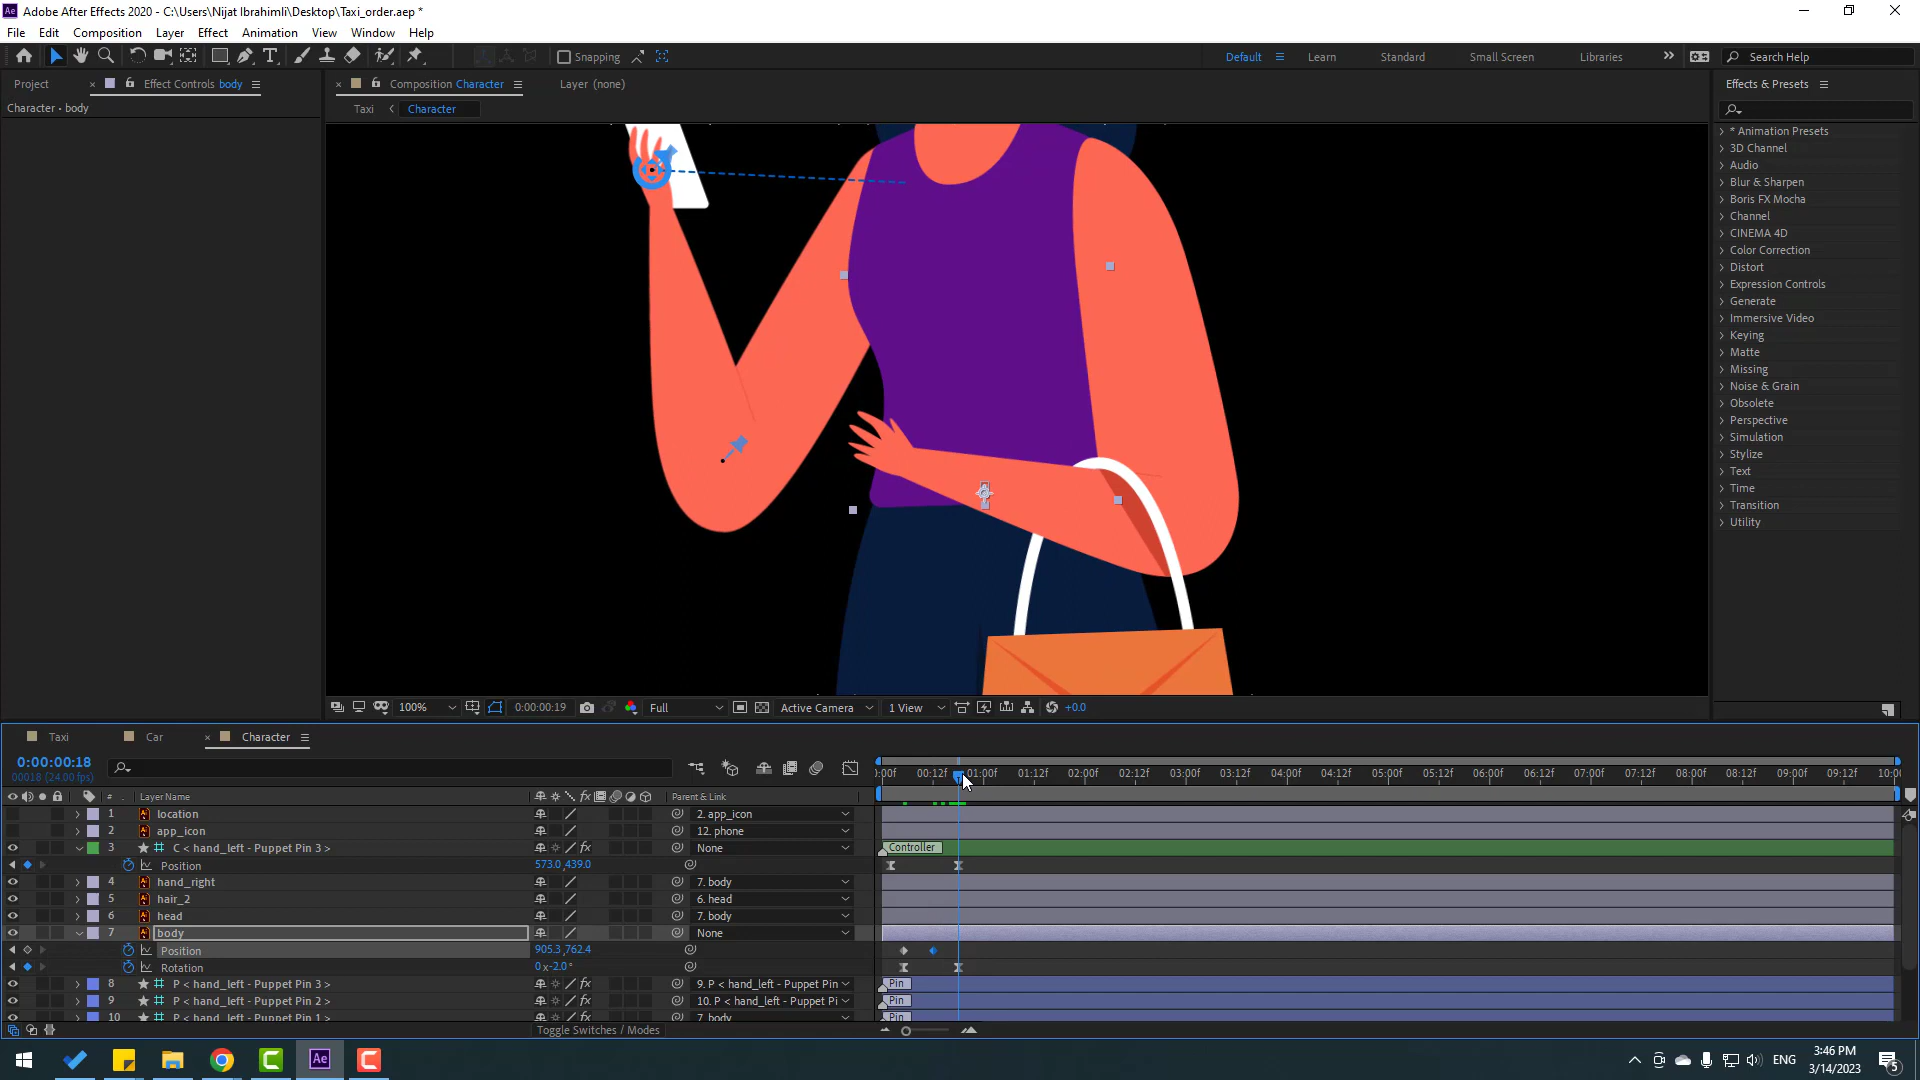 Adobe After Effects 2020 - C:\Users\Nijat Ibrahimli\Desktop\Taxi_order.aep *
File Edit Composition Layer Effect Animation View Window Help
Snapping Default Learn Standard Small Screen Libraries Search Help
Project Effect Controls body
Composition Character Layer (none)
Effects & Presets
Character • body
Taxi Character
* Animation Presets
3D Channel
Audio
Blur & Sharpen
Boris FX Mocha
Channel
CINEMA 4D
Color Correction
Distort
Expression Controls
Generate
Immersive Video
Keying
Matte
Missing
Noise & Grain
Obsolete
Perspective
Simulation
Stylize
Text
Time
Transition
Utility
100% 0:00:00:19 Full Active Camera 1 View +0.0
Taxi Car Character
0:00:00:18
00018 (24.00 fps)
0:00f 00:12f 01:00f 01:12f 02:00f 02:12f 03:00f 03:12f 04:00f 04:12f 05:00f 05:12f 06:00f 06:12f 07:00f 07:12f 08:00f 08:12f 09:00f 09:12f 10:0
# Layer Name Parent & Link
1 location 2. app_icon
2 app_icon 12. phone
3 C < hand_left - Puppet Pin 3 > None Controller
Position 573.0,439.0
4 hand_right 7. body
5 hair_2 6. head
6 head 7. body
7 body None
Position 905.3,762.4
Rotation 0x-2.0°
8 P < hand_left - Puppet Pin 3 > 9. P < hand_left - Puppet Pin Pin
9 P < hand_left - Puppet Pin 2 > 10. P < hand_left - Puppet Pi Pin
10 P < hand_left - Puppet Pin 1 > 7. body Pin
Toggle Switches / Modes
ENG 3:46 PM
3/14/2023
5